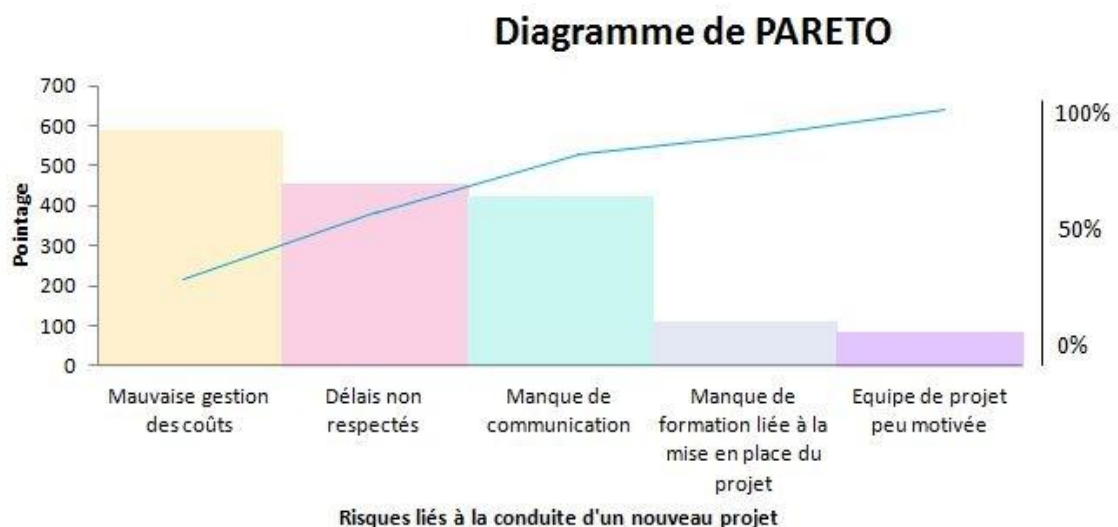 Diagramme de PARETO
700
600
500
400
300
200
100
0
Pointage
100%
50%
0%
Mauvaise gestion
des coûts
Délais non
respectés
Manque de
communication
Manque de
formation liée à la
mise en place du
projet
Equipe de projet
peu motivée
Risques liés à la conduite d'un nouveau projet